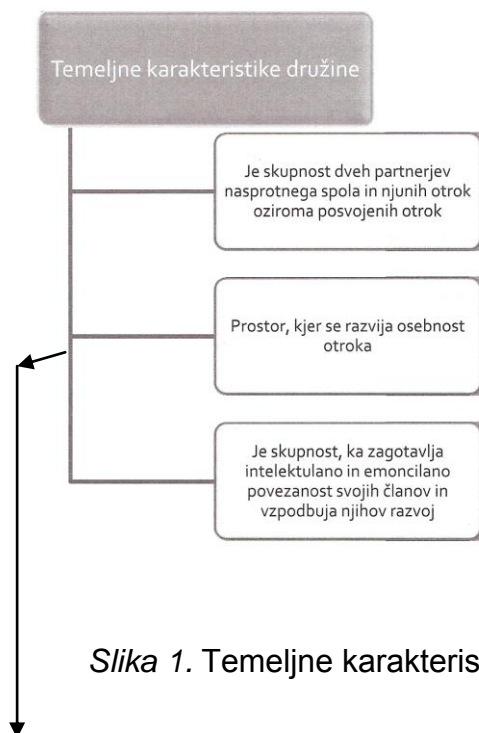 Temeljne karakteristike družine
Je skupnost dveh partnerjev
nasprotnega spola in njunih otrok
oziroma posvojenih otrok
Prostor, kjer se razvija osebnost
otroka
Je skupnost, ka zagotavlja
intelektulano in emoncilano
povezanost svojih članov in
vzpodbuja njihov razvoj
Slika 1. Temeljne karakteris